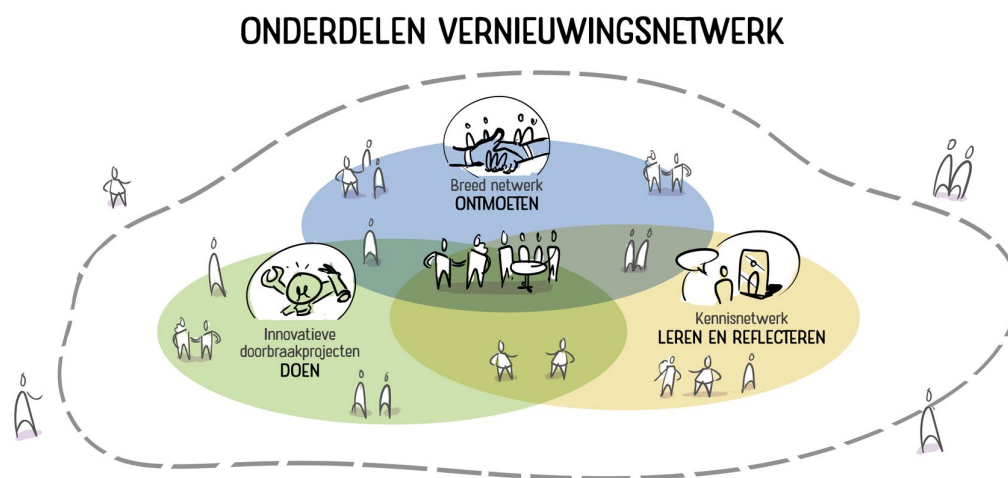 ONDERDELEN VERNIEUWINGSNETWERK
Breed netwerk
ONTMOETEN
Innovatieve
doorbraakprojecten
DOEN
Kennisnetwerk
LEREN EN REFLECTEREN